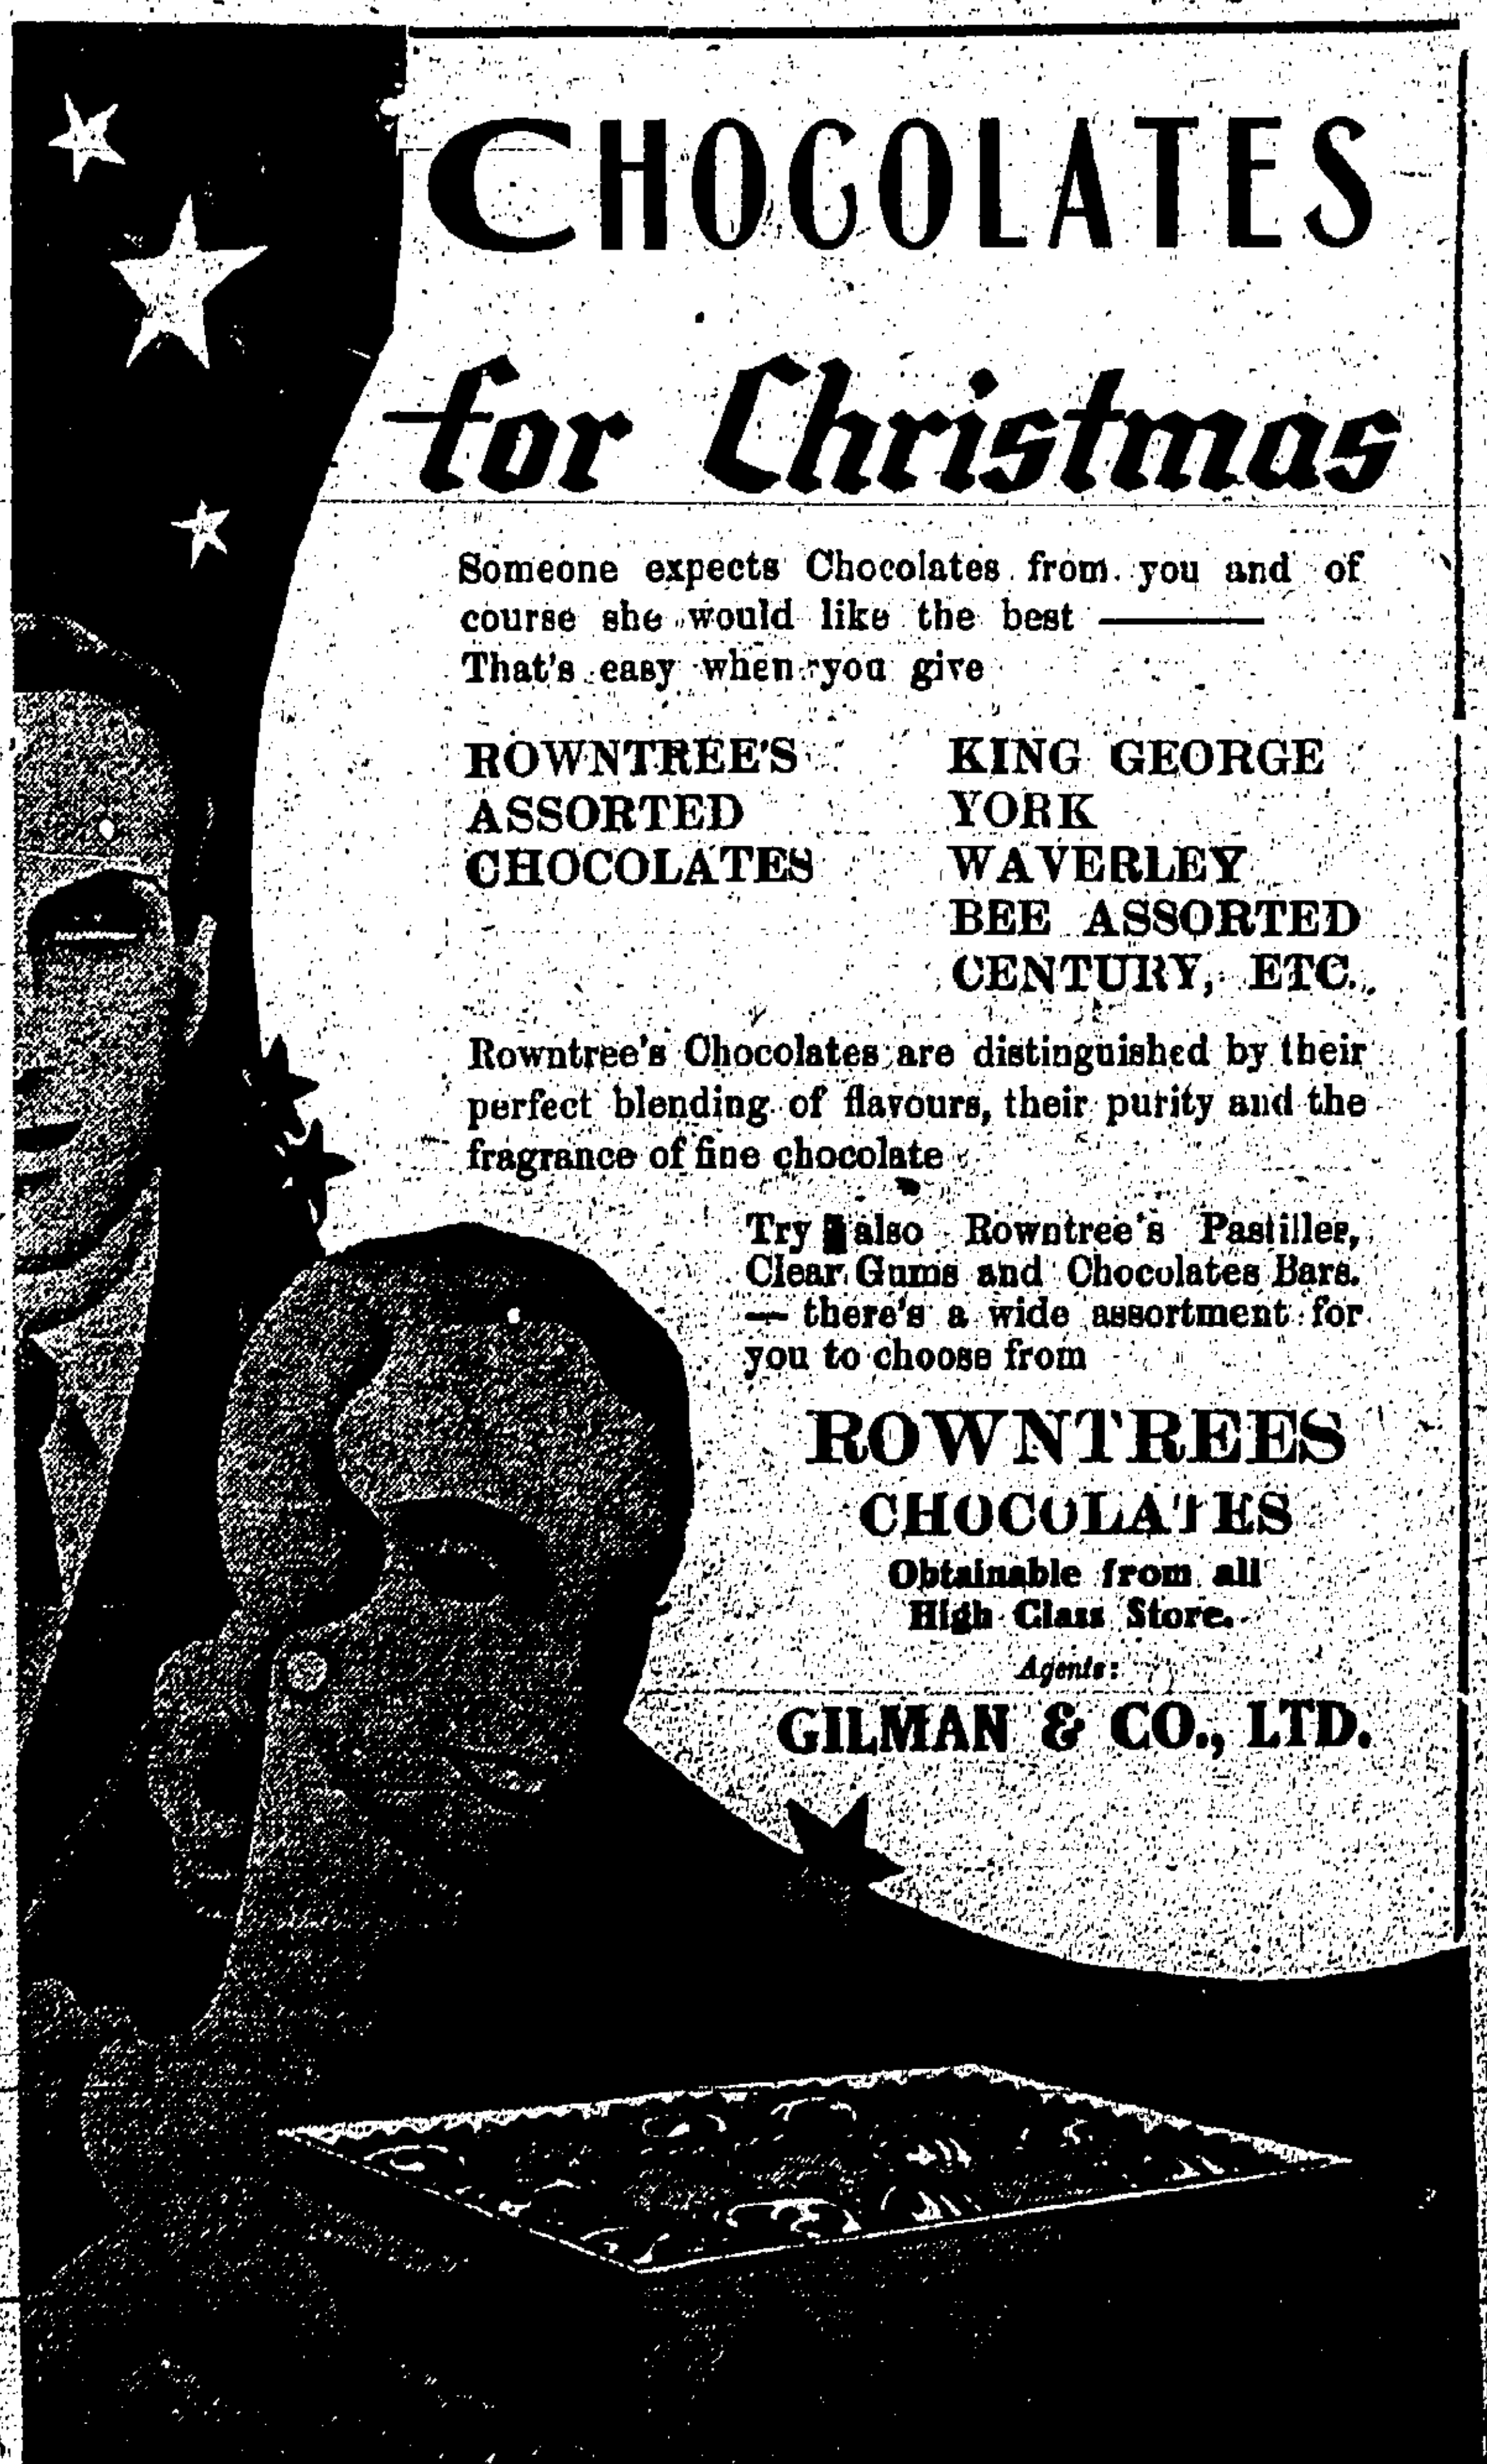 CHOCOLATES
for Christmas
Someone expects Chocolates from you and of
course she would like the best ———
That's easy when you give
ROWNTREE'S
ASSORTED
CHOCOLATES
KING GEORGE
YORK
WAVERLEY
BEE ASSORTED
CENTURY, ETC.
Rowntree's Chocolates are distinguished by their
perfect blending of flavours, their purity and the
fragrance of fine chocolate
Try also Rowntree's Pastilles,
Clear Gums and Chocolates Bars.
— there's a wide assortment for
you to choose from
ROWNTREES
CHOCOLATES
Obtainable from all
High Class Store.
Agents:
GILMAN & CO., LTD.